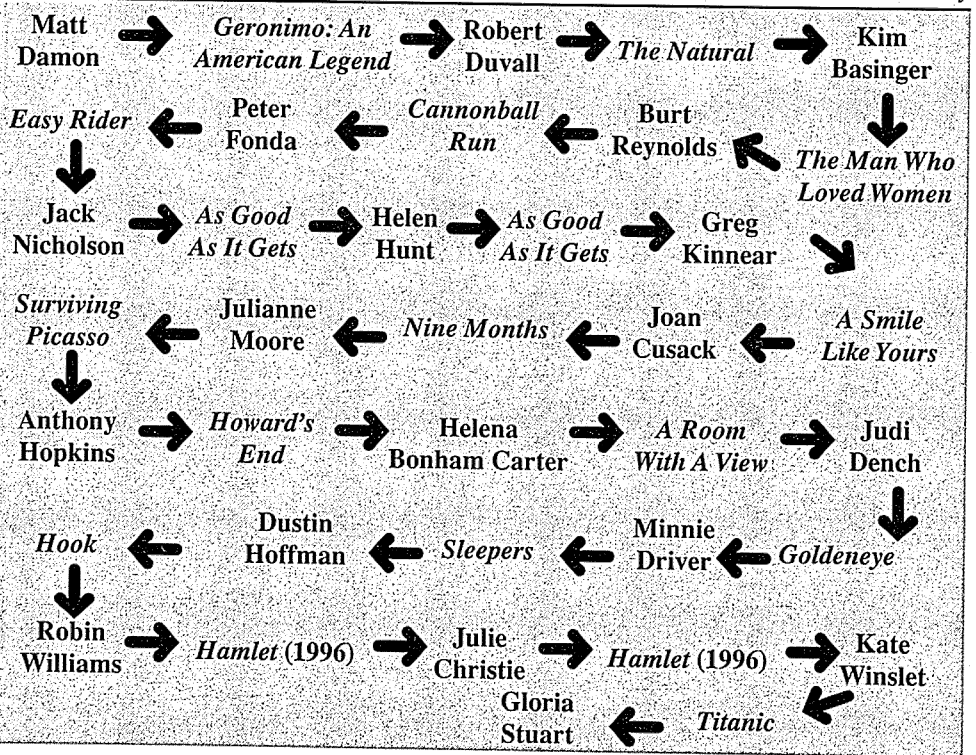 Matt
Damon
Geronimo: An
American Legend
Robert
Duvall
The Natural
Kim
Basinger
The Man Who
Loved Women
Burt
Reynolds
Cannonball
Run
Peter
Fonda
Easy Rider
Jack
Nicholson
As Good
As It Gets
Helen
Hunt
As Good
As It Gets
Greg
Kinnear
A Smile
Like Yours
Joan
Cusack
Nine Months
Julianne
Moore
Surviving
Picasso
Anthony
Hopkins
Howard's
End
Helena
Bonham Carter
A Room
With A View
Judi
Dench
Goldeneye
Minnie
Driver
Sleepers
Dustin
Hoffman
Hook
Robin
Williams
Hamlet (1996)
Julie
Christie
Hamlet (1996)
Kate
Winslet
Titanic
Gloria
Stuart